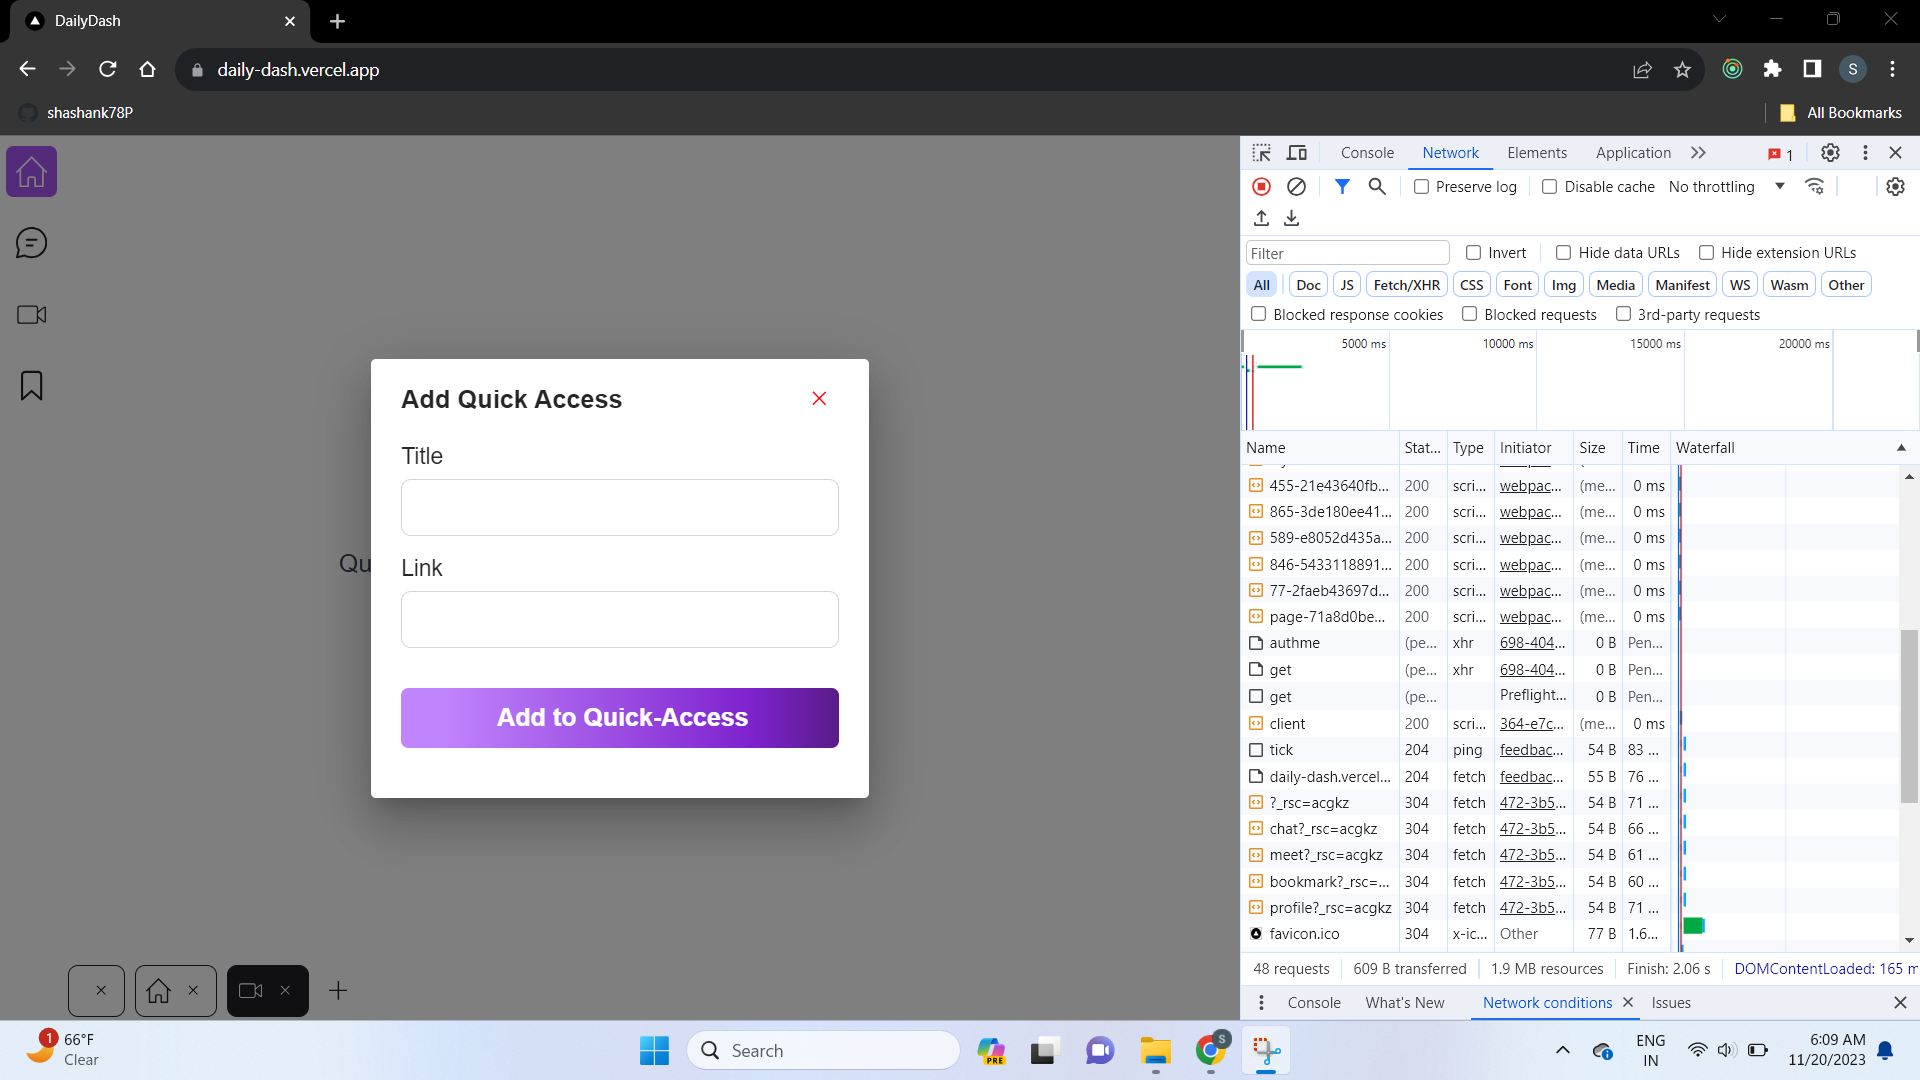 DailyDash
daily-dash.vercel.app
S
shashank78P
All Bookmarks
Add Quick Access
Title
Qu
Link
Add to Quick-Access
Console Network Elements Application 1
Preserve log Disable cache No throttling
Filter Invert Hide data URLs Hide extension URLs
All Doc JS Fetch/XHR CSS Font Img Media Manifest WS Wasm Other
Blocked response cookies Blocked requests 3rd-party requests
5000 ms 10000 ms 15000 ms 20000 ms
Name Stat... Type Initiator Size Time Waterfall
455-21e43640fb... 200 scri... webpac... (me... 0 ms
865-3de180ee41... 200 scri... webpac... (me... 0 ms
589-e8052d435a... 200 scri... webpac... (me... 0 ms
846-5433118891... 200 scri... webpac... (me... 0 ms
77-2faeb43697d... 200 scri... webpac... (me... 0 ms
page-71a8d0be... 200 scri... webpac... (me... 0 ms
authme (pe... xhr 698-404... 0 B Pen...
get (pe... xhr 698-404... 0 B Pen...
get (pe... Preflight... 0 B Pen...
client 200 scri... 364-e7c... (me... 0 ms
tick 204 ping feedbac... 54 B 83 ...
daily-dash.vercel... 204 fetch feedbac... 55 B 76 ...
?_rsc=acgkz 304 fetch 472-3b5... 54 B 71 ...
chat?_rsc=acgkz 304 fetch 472-3b5... 54 B 66 ...
meet?_rsc=acgkz 304 fetch 472-3b5... 54 B 61 ...
bookmark?_rsc=... 304 fetch 472-3b5... 54 B 60 ...
profile?_rsc=acgkz 304 fetch 472-3b5... 54 B 71 ...
favicon.ico 304 x-ic... Other 77 B 1.6...
48 requests 609 B transferred 1.9 MB resources Finish: 2.06 s DOMContentLoaded: 165 m
Console What's New Network conditions Issues
1 66°F
Clear
Search
PRE
S
ENG
IN
6:09 AM
11/20/2023